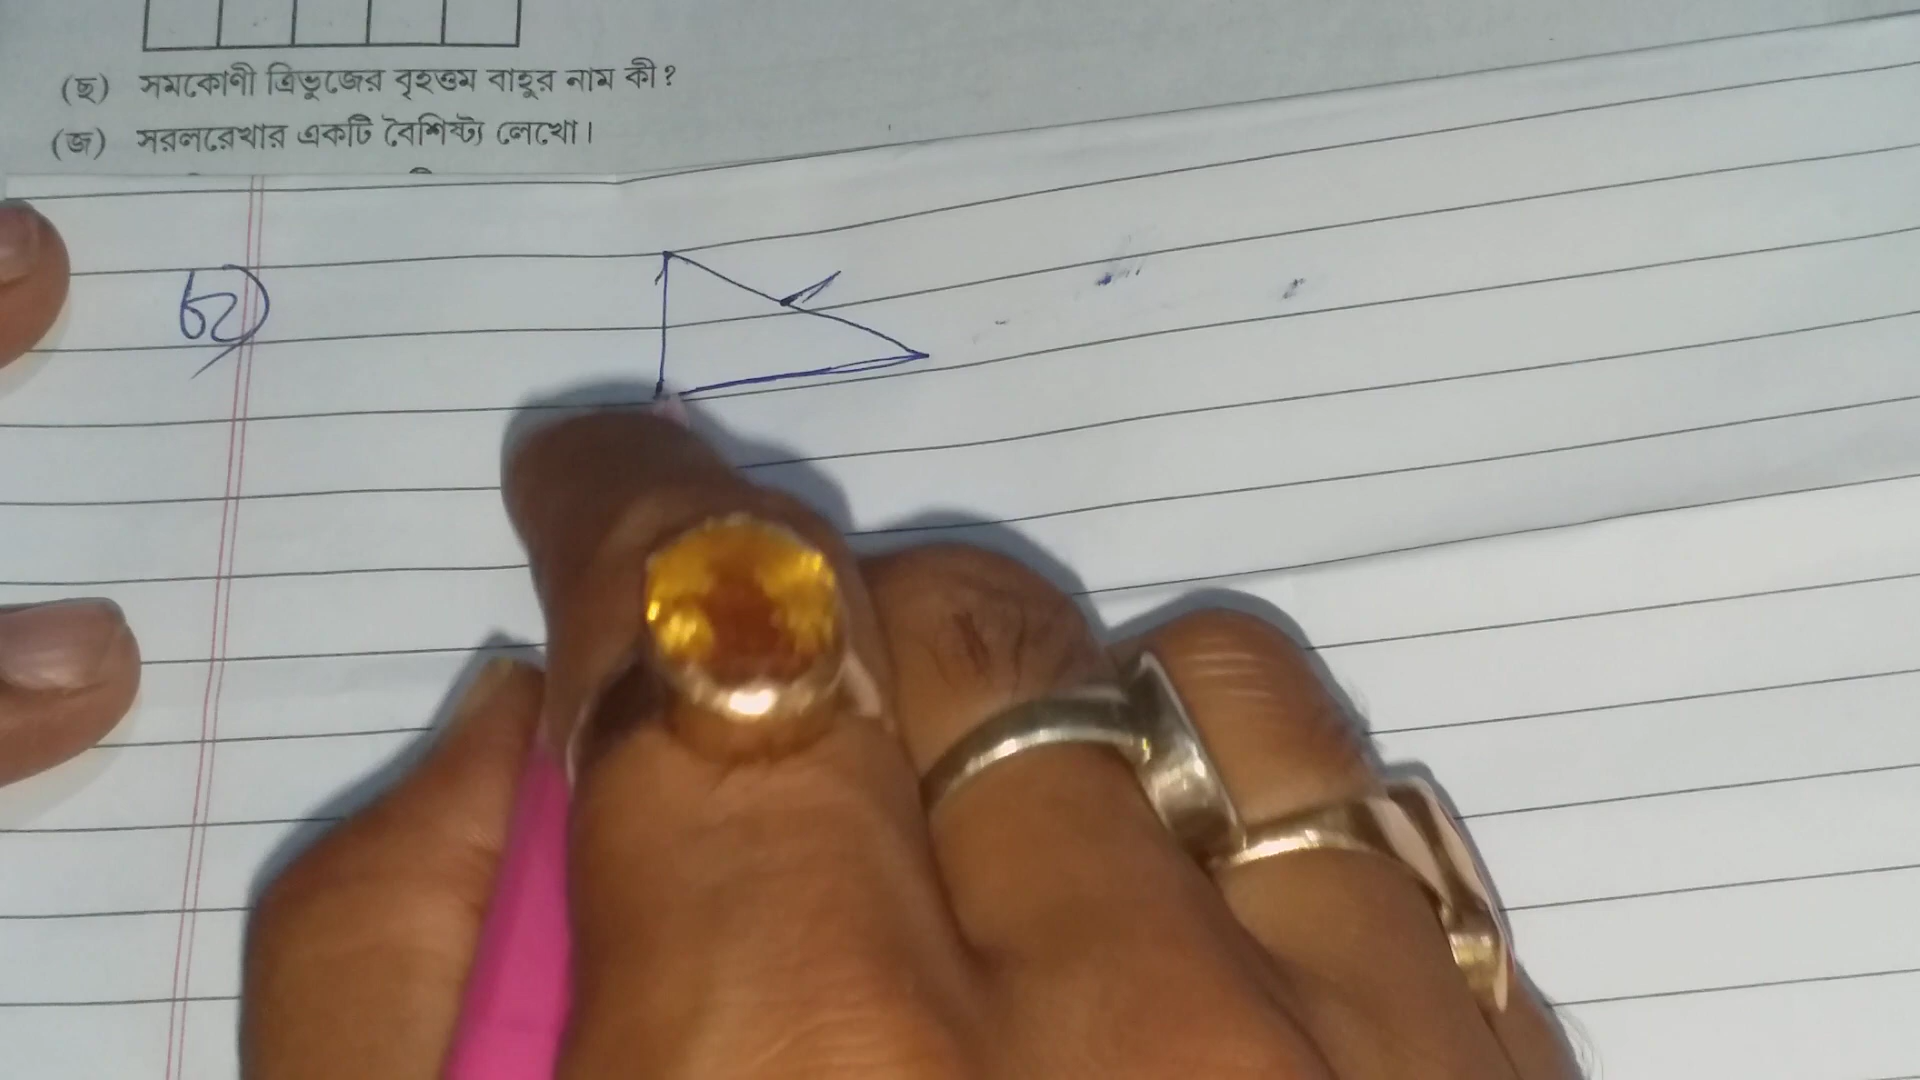 (ছ) সমকোণী ত্রিভুজের বৃহত্তম বাহুর নাম কী?
(জ) সরলরেখার একটি বৈশিষ্ট্য লেখো।
ছ)